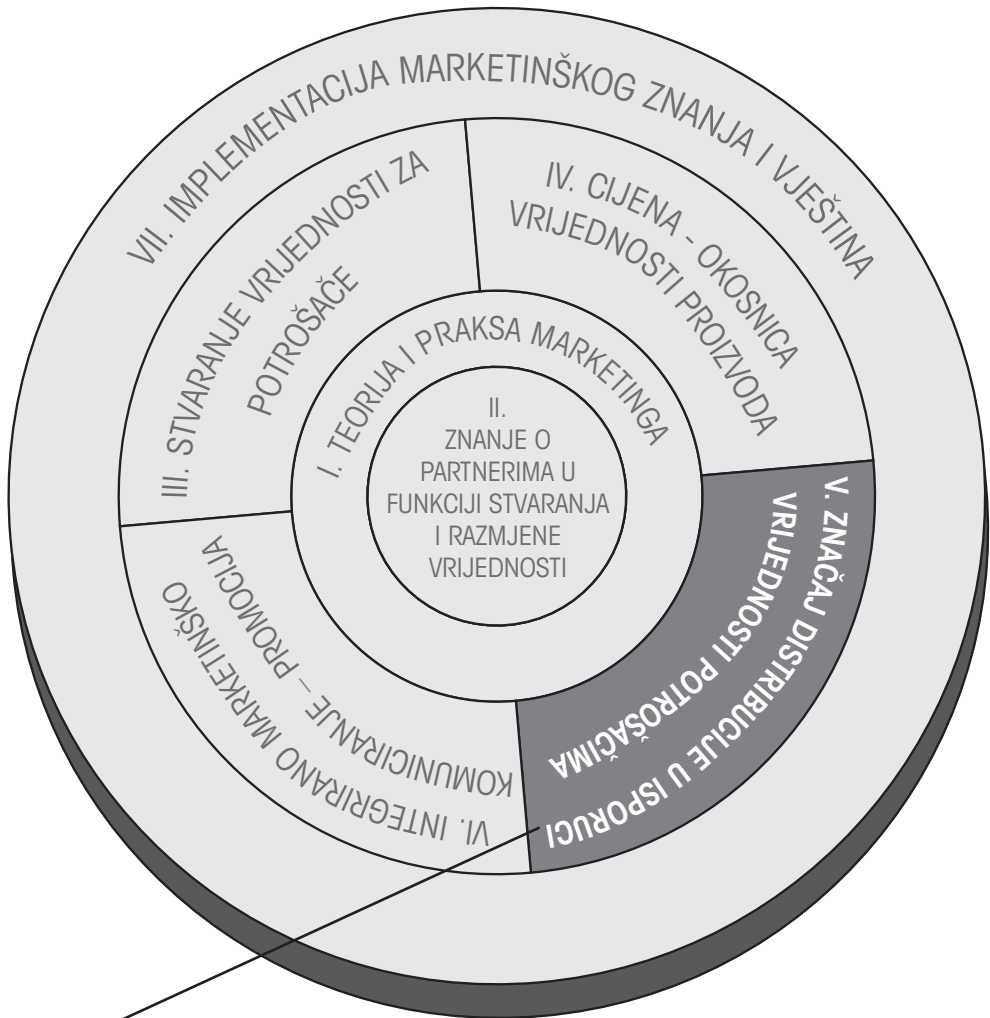 VII. IMPLEMENTACIJA MARKETINŠKOG ZNANJA I VJEŠTINA
III. STVARANJE VRIJEDNOSTI ZA
POTROŠAČE
IV. CIJENA - OKOSNICA
VRIJEDNOSTI PROIZVODA
I. TEORIJA I PRAKSA MARKETINGA
II.
ZNANJE O
PARTNERIMA U
FUNKCIJI STVARANJA
I RAZMJENE
VRIJEDNOSTI
V. ZNAČAJ DISTRIBUCIJE U ISPORUCI
VRIJEDNOSTI POTROŠAČIMA
VI. INTEGRIRANO MARKETINŠKO
KOMUNICIRANJE – PROMOCIJA